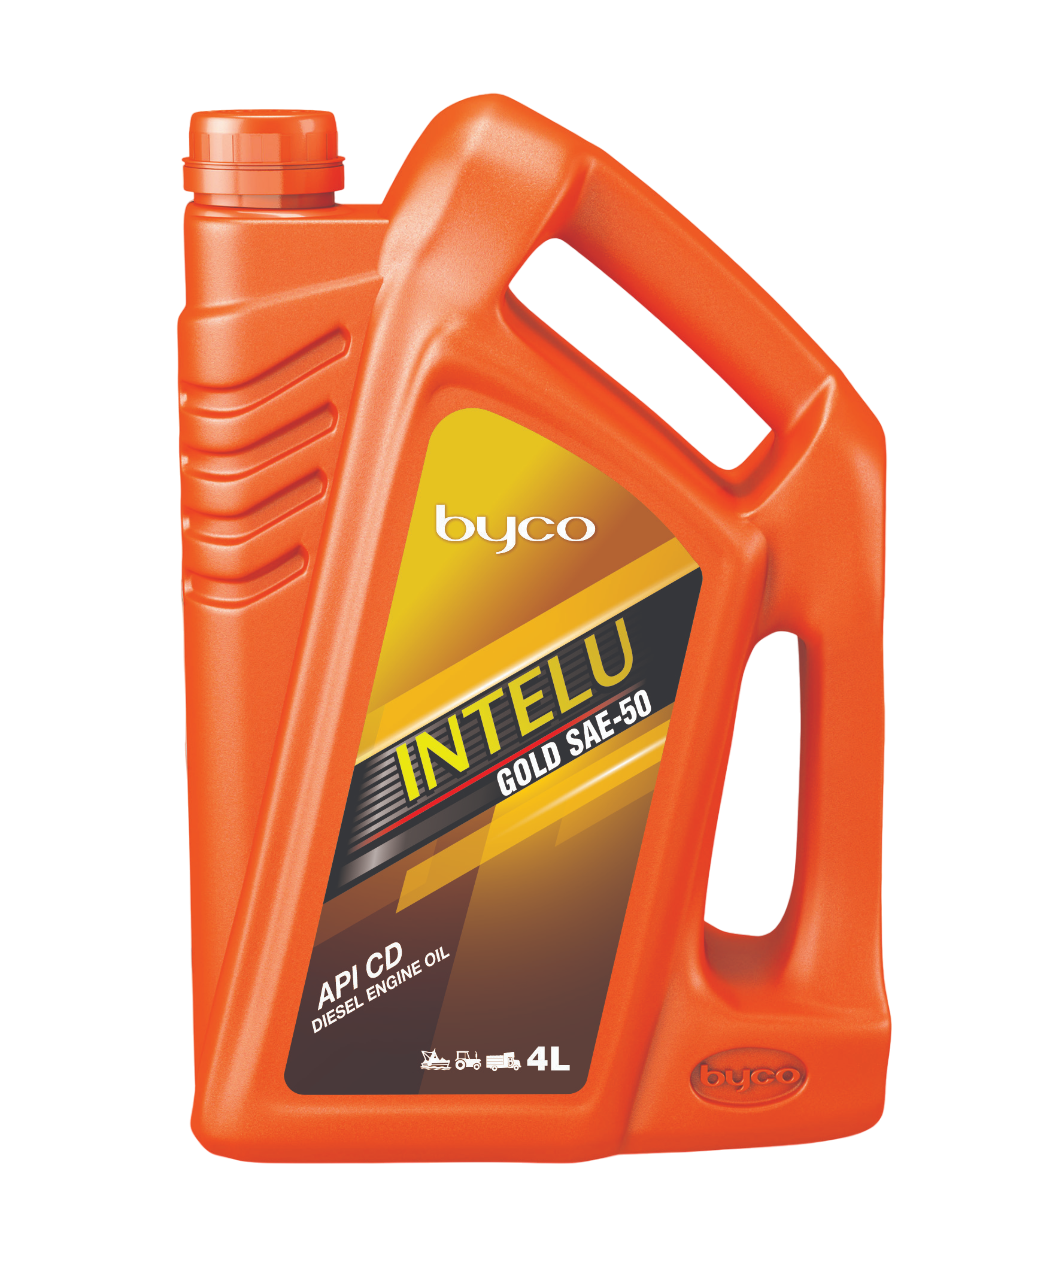 byco
INTELU
GOLD SAE-50
API CD
DIESEL ENGINE OIL
4L
byco